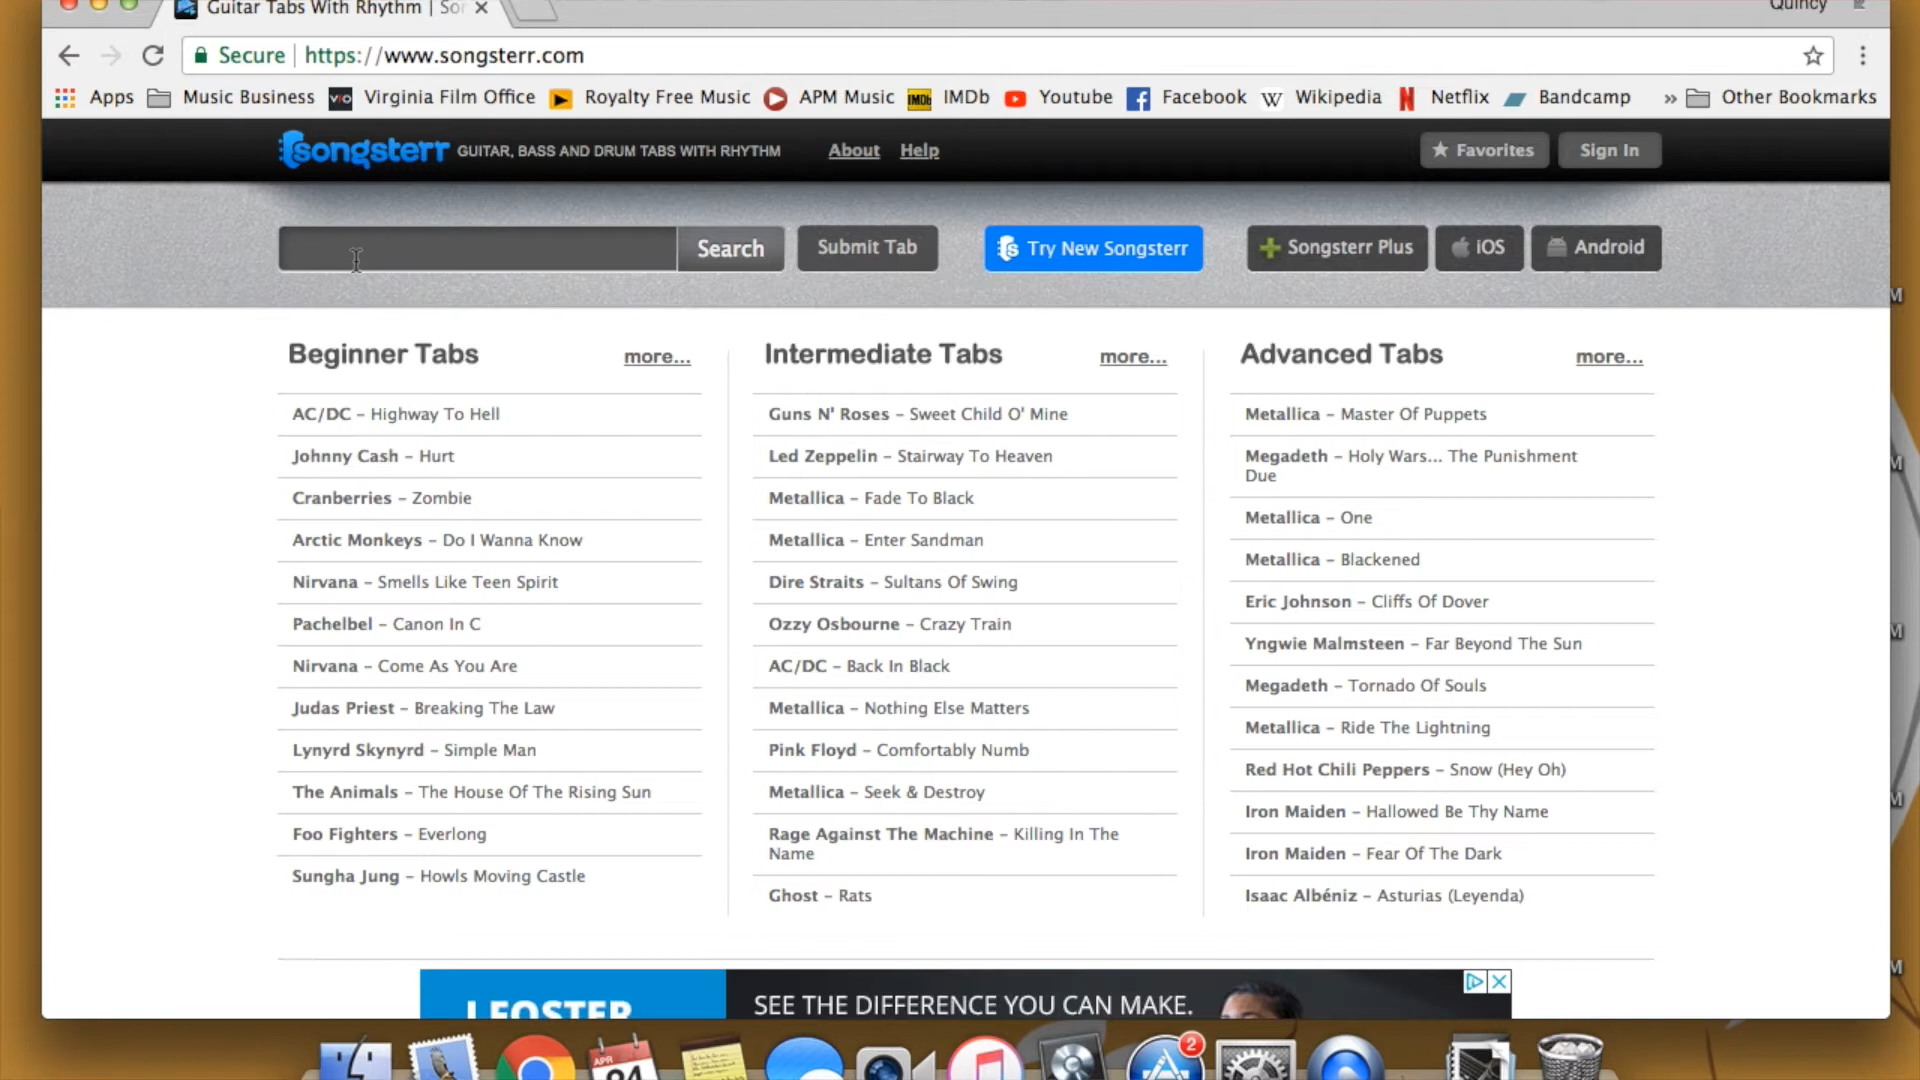 Guitar Tabs With Rhythm | Son
Quincy
Secure https://www.songsterr.com
Apps Music Business VFO Virginia Film Office Royalty Free Music APM Music IMDb IMDb Youtube Facebook W Wikipedia Netflix Bandcamp » Other Bookmarks
songsterr GUITAR, BASS AND DRUM TABS WITH RHYTHM About Help Favorites Sign In
Search Submit Tab Try New Songsterr Songsterr Plus iOS Android
Beginner Tabs more...
AC/DC – Highway To Hell
Johnny Cash – Hurt
Cranberries – Zombie
Arctic Monkeys – Do I Wanna Know
Nirvana – Smells Like Teen Spirit
Pachelbel – Canon In C
Nirvana – Come As You Are
Judas Priest – Breaking The Law
Lynyrd Skynyrd – Simple Man
The Animals – The House Of The Rising Sun
Foo Fighters – Everlong
Sungha Jung – Howls Moving Castle
Intermediate Tabs more...
Guns N' Roses – Sweet Child O' Mine
Led Zeppelin – Stairway To Heaven
Metallica – Fade To Black
Metallica – Enter Sandman
Dire Straits – Sultans Of Swing
Ozzy Osbourne – Crazy Train
AC/DC – Back In Black
Metallica – Nothing Else Matters
Pink Floyd – Comfortably Numb
Metallica – Seek & Destroy
Rage Against The Machine – Killing In The
Name
Ghost – Rats
Advanced Tabs more...
Metallica – Master Of Puppets
Megadeth – Holy Wars... The Punishment
Due
Metallica – One
Metallica – Blackened
Eric Johnson – Cliffs Of Dover
Yngwie Malmsteen – Far Beyond The Sun
Megadeth – Tornado Of Souls
Metallica – Ride The Lightning
Red Hot Chili Peppers – Snow (Hey Oh)
Iron Maiden – Hallowed Be Thy Name
Iron Maiden – Fear Of The Dark
Isaac Albéniz – Asturias (Leyenda)
SEE THE DIFFERENCE YOU CAN MAKE.
APR
24
2
M
M
M
M
M